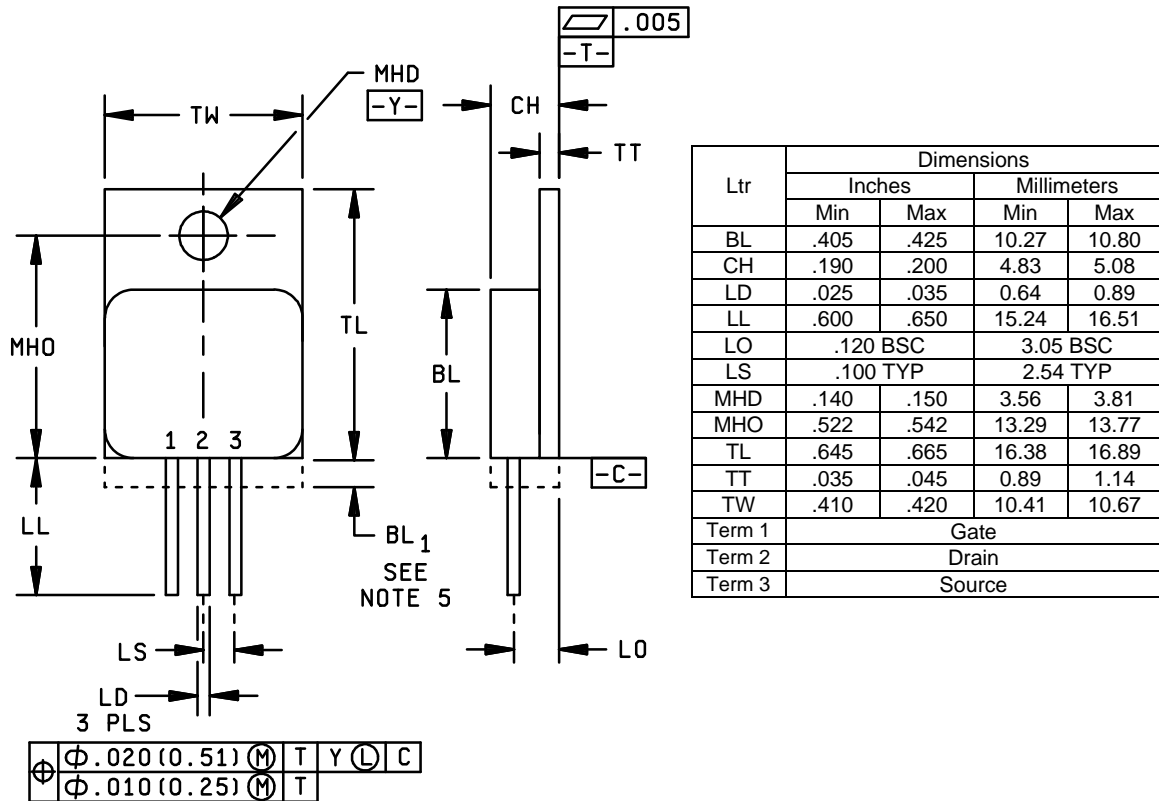 .005
-T-
MHD
-Y-
CH
TW
TT
MHO
TL
BL
1 2 3
-C-
LL
BL1
SEE
NOTE 5
LS
LO
LD
3 PLS
⌀.020(0.51) Ⓜ T Y Ⓛ C
⌀.010(0.25) Ⓜ T
Ltr Dimensions
Inches Millimeters
Min Max Min Max
BL .405 .425 10.27 10.80
CH .190 .200 4.83 5.08
LD .025 .035 0.64 0.89
LL .600 .650 15.24 16.51
LO .120 BSC 3.05 BSC
LS .100 TYP 2.54 TYP
MHD .140 .150 3.56 3.81
MHO .522 .542 13.29 13.77
TL .645 .665 16.38 16.89
TT .035 .045 0.89 1.14
TW .410 .420 10.41 10.67
Term 1 Gate
Term 2 Drain
Term 3 Source